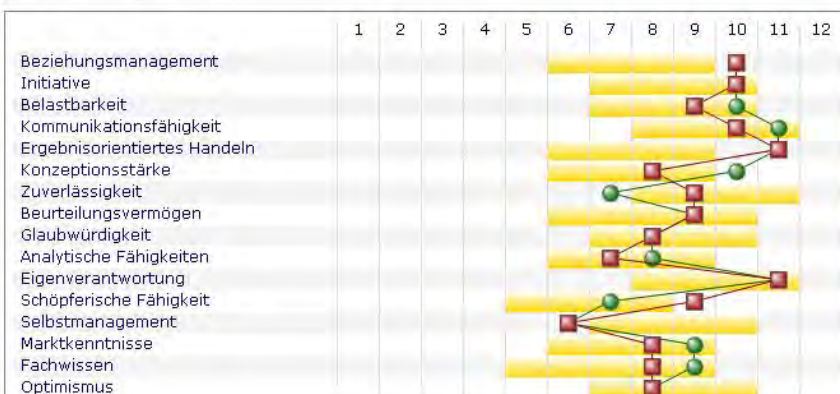 1 2 3 4 5 6 7 8 9 10 11 12
Beziehungsmanagement
Initiative
Belastbarkeit
Kommunikationsfähigkeit
Ergebnisorientiertes Handeln
Konzeptionsstärke
Zuverlässigkeit
Beurteilungsvermögen
Glaubwürdigkeit
Analytische Fähigkeiten
Eigenverantwortung
Schöpferische Fähigkeit
Selbstmanagement
Marktkenntnisse
Fachwissen
Optimismus